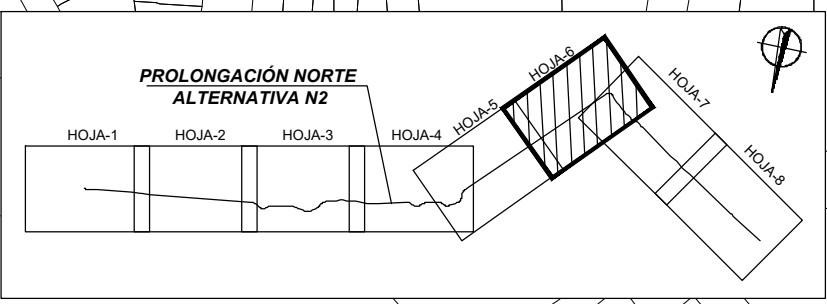 PROLONGACIÓN NORTE
ALTERNATIVA N2
HOJA-1
HOJA-2
HOJA-3
HOJA-4
HOJA-5
HOJA-6
HOJA-7
HOJA-8